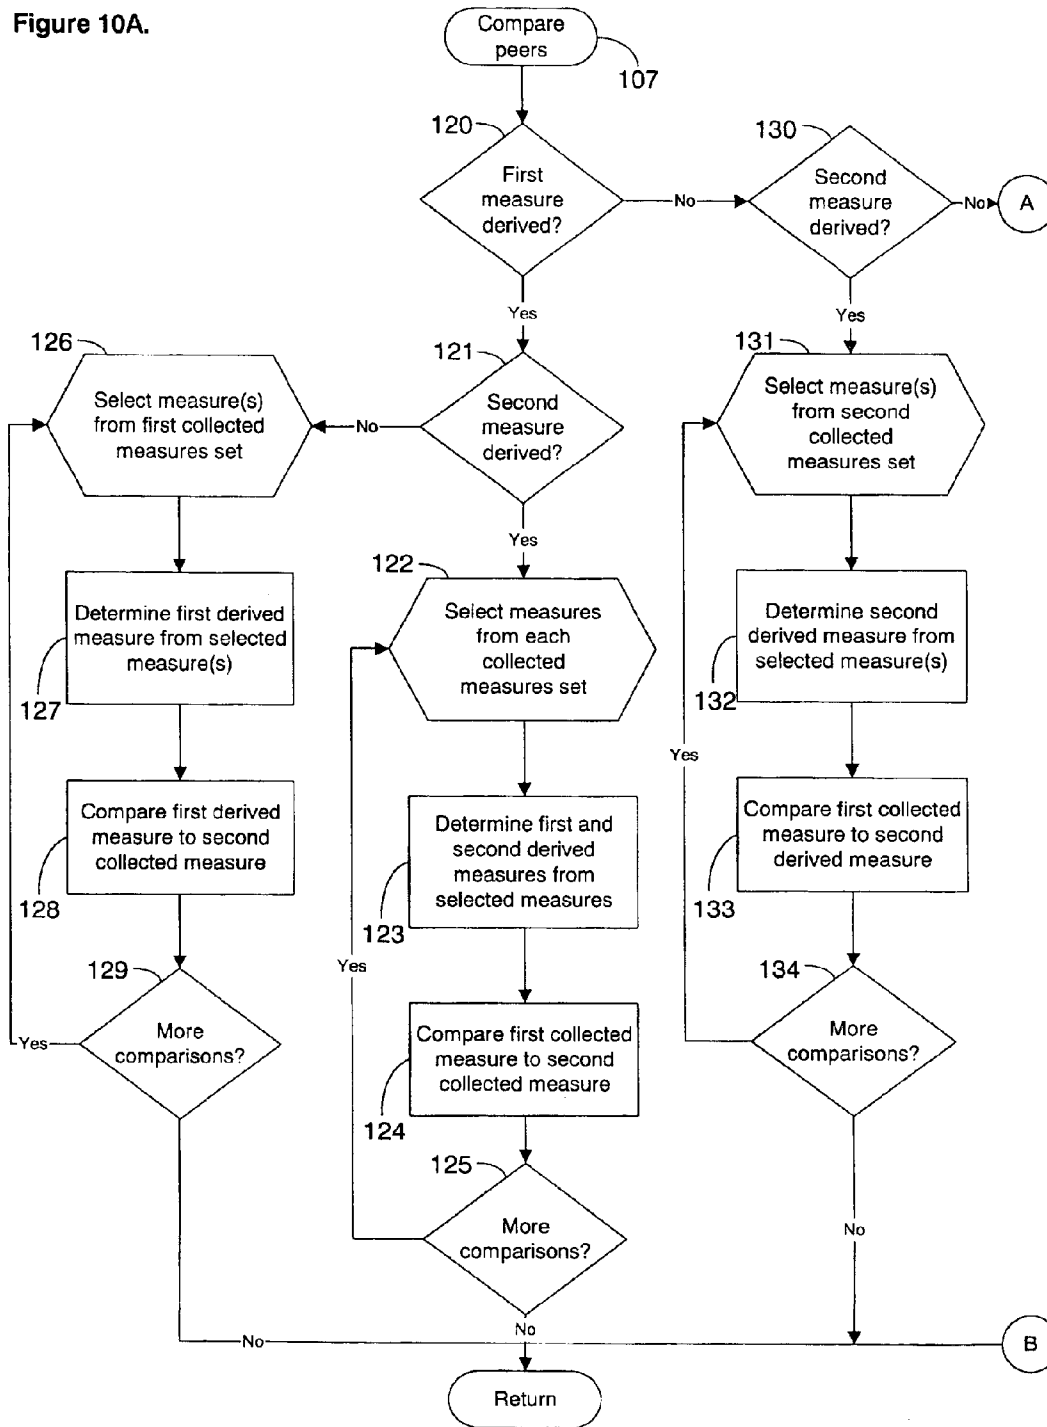 Figure 10A.
Compare
peers
107
120
First
measure
derived?
No
130
Second
measure
derived?
No
A
Yes
Yes
126
Select measure(s)
from first collected
measures set
No
121
Second
measure
derived?
131
Select measure(s)
from second
collected
measures set
Yes
122
Select measures
from each
collected
measures set
Determine first derived
measure from selected
measure(s)
127
Determine second
derived measure from
selected measure(s)
132
Yes
Compare first derived
measure to second
collected measure
128
Determine first and
second derived
measures from
selected measures
123
Compare first collected
measure to second
derived measure
133
Yes
129
More
comparisons?
Yes
Compare first collected
measure to second
collected measure
124
134
More
comparisons?
125
More
comparisons?
No
No
No
B
Return